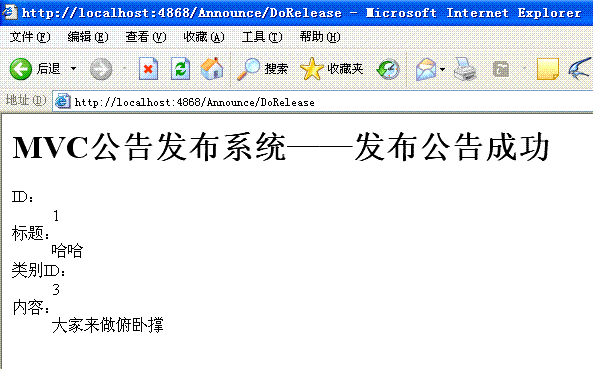 http://localhost:4868/Announce/DoRelease - Microsoft Internet Explorer
文件(F) 编辑(E) 查看(V) 收藏(A) 工具(T) 帮助(H)
后退 搜索 收藏夹
地址(D) http://localhost:4868/Announce/DoRelease
MVC公告发布系统——发布公告成功
ID:
1
标题:
哈哈
类别ID:
3
内容:
大家来做俯卧撑